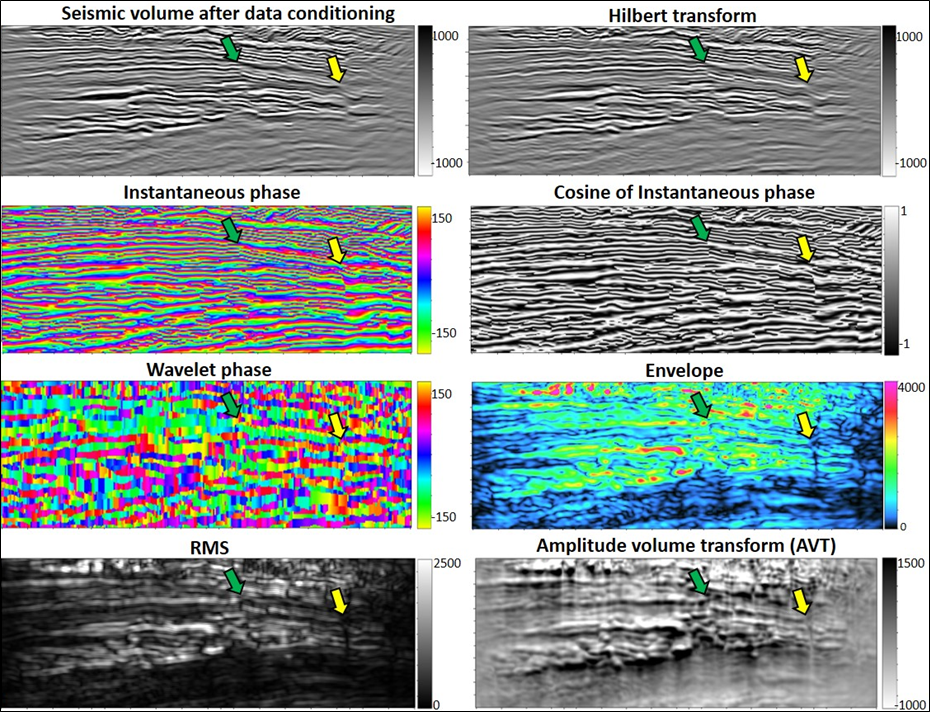 Seismic volume after data conditioning
Hilbert transform
1000
-1000
1000
-1000
Instantaneous phase
Cosine of Instantaneous phase
150
-150
1
-1
Wavelet phase
Envelope
150
-150
4000
0
RMS
Amplitude volume transform (AVT)
2500
0
1500
-1000